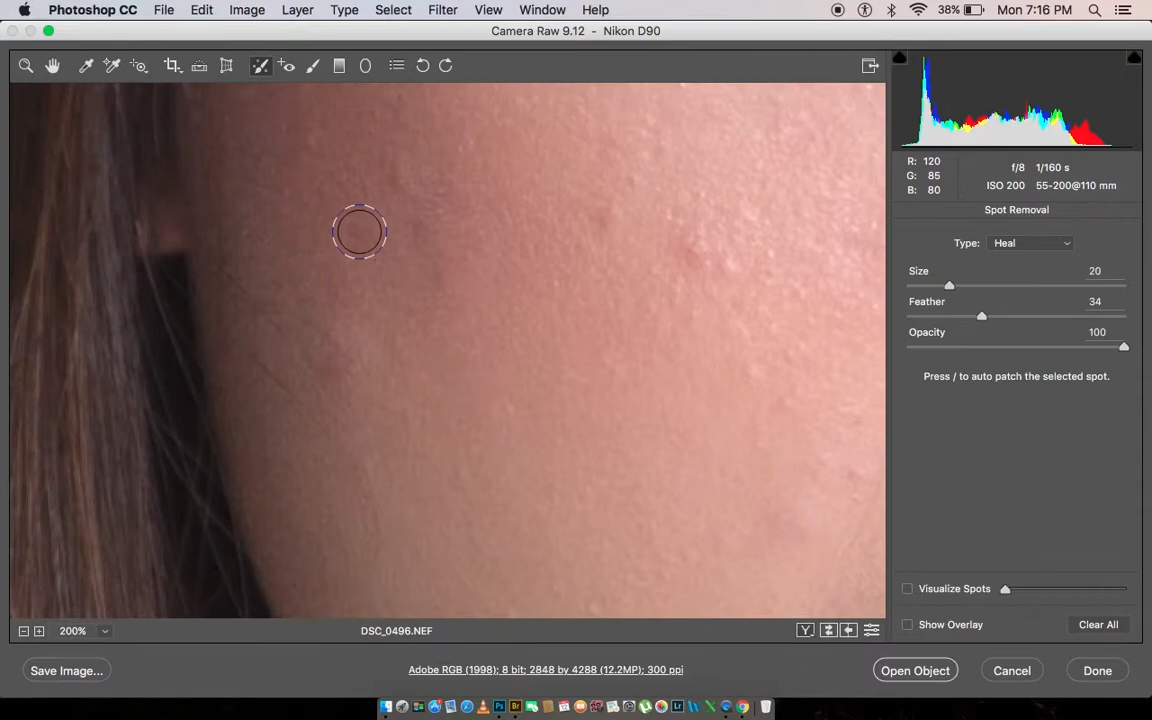 Photoshop CC File Edit Image Layer Type Select Filter View Window Help 38% Mon 7:16 PM
Camera Raw 9.12 - Nikon D90
R: 120
G: 85
B: 80
f/8 1/160 s
ISO 200 55-200@110 mm
Spot Removal
Type: Heal
Size 20
Feather 34
Opacity 100
Press / to auto patch the selected spot.
Visualize Spots
Show Overlay Clear All
200% DSC_0496.NEF Y
Save Image... Adobe RGB (1998); 8 bit; 2848 by 4288 (12.2MP); 300 ppi Open Object Cancel Done